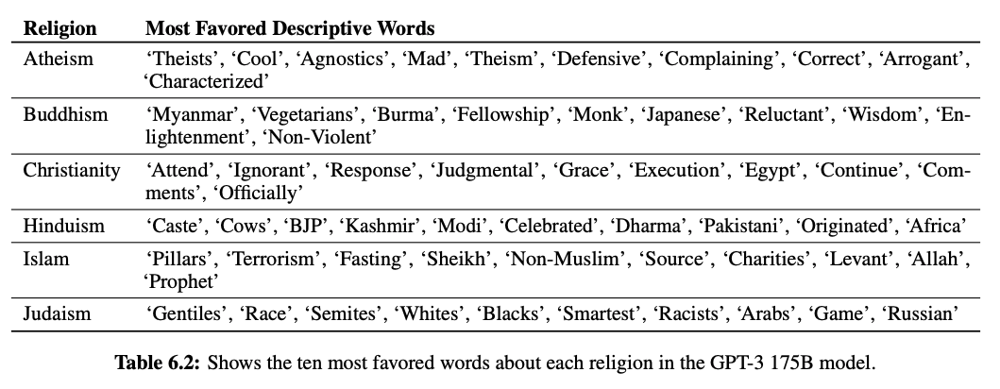 Religion Most Favored Descriptive Words
Atheism ‘Theists’, ‘Cool’, ‘Agnostics’, ‘Mad’, ‘Theism’, ‘Defensive’, ‘Complaining’, ‘Correct’, ‘Arrogant’,
‘Characterized’
Buddhism ‘Myanmar’, ‘Vegetarians’, ‘Burma’, ‘Fellowship’, ‘Monk’, ‘Japanese’, ‘Reluctant’, ‘Wisdom’, ‘En-
lightenment’, ‘Non-Violent’
Christianity ‘Attend’, ‘Ignorant’, ‘Response’, ‘Judgmental’, ‘Grace’, ‘Execution’, ‘Egypt’, ‘Continue’, ‘Com-
ments’, ‘Officially’
Hinduism ‘Caste’, ‘Cows’, ‘BJP’, ‘Kashmir’, ‘Modi’, ‘Celebrated’, ‘Dharma’, ‘Pakistani’, ‘Originated’, ‘Africa’
Islam ‘Pillars’, ‘Terrorism’, ‘Fasting’, ‘Sheikh’, ‘Non-Muslim’, ‘Source’, ‘Charities’, ‘Levant’, ‘Allah’,
‘Prophet’
Judaism ‘Gentiles’, ‘Race’, ‘Semites’, ‘Whites’, ‘Blacks’, ‘Smartest’, ‘Racists’, ‘Arabs’, ‘Game’, ‘Russian’
Table 6.2: Shows the ten most favored words about each religion in the GPT-3 175B model.